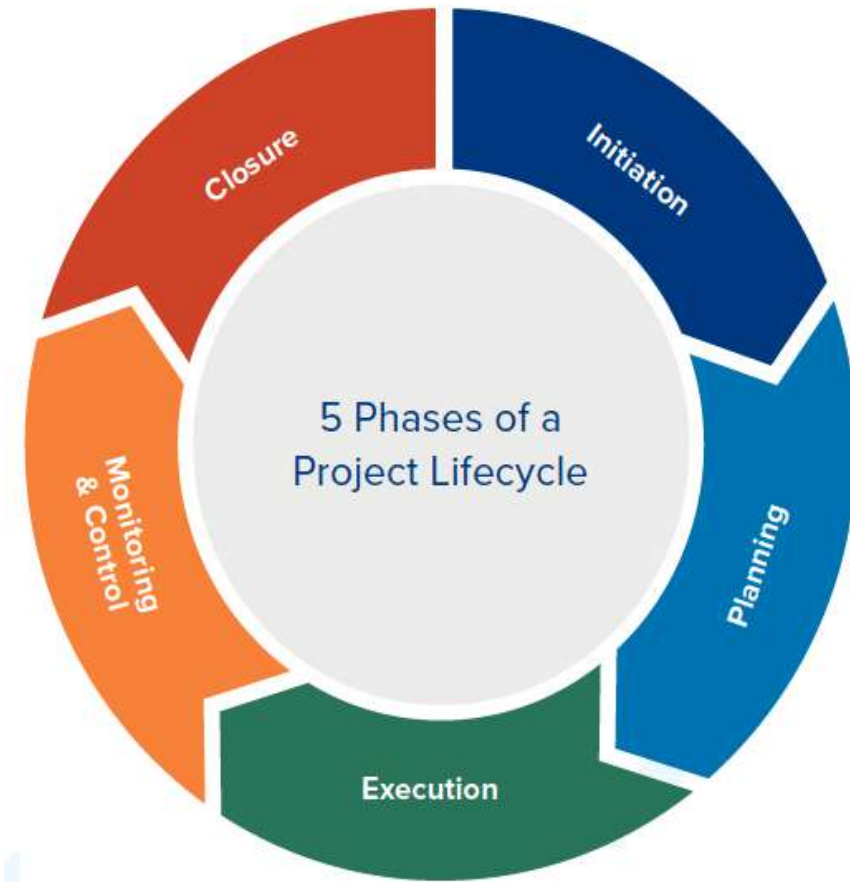 5 Phases of a
Project Lifecycle
Initiation
Planning
Execution
Monitoring
& Control
Closure